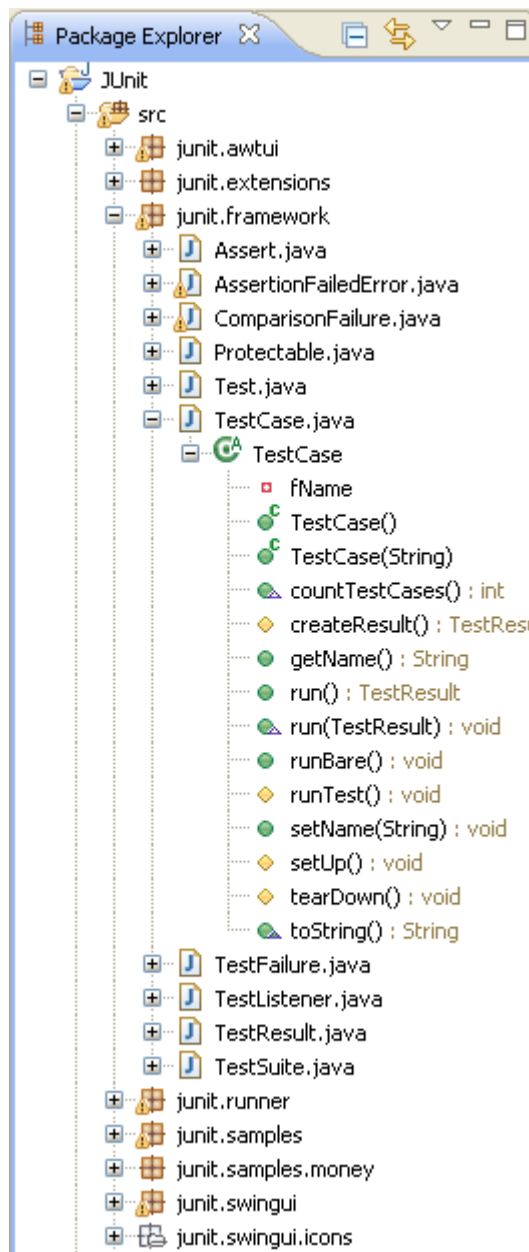 Package Explorer
JUnit
src
junit.awtui
junit.extensions
junit.framework
Assert.java
AssertionFailedError.java
ComparisonFailure.java
Protectable.java
Test.java
TestCase.java
TestCase
fName
TestCase()
TestCase(String)
countTestCases() : int
createResult() : TestResu
getName() : String
run() : TestResult
run(TestResult) : void
runBare() : void
runTest() : void
setName(String) : void
setUp() : void
tearDown() : void
toString() : String
TestFailure.java
TestListener.java
TestResult.java
TestSuite.java
junit.runner
junit.samples
junit.samples.money
junit.swingui
junit.swingui.icons